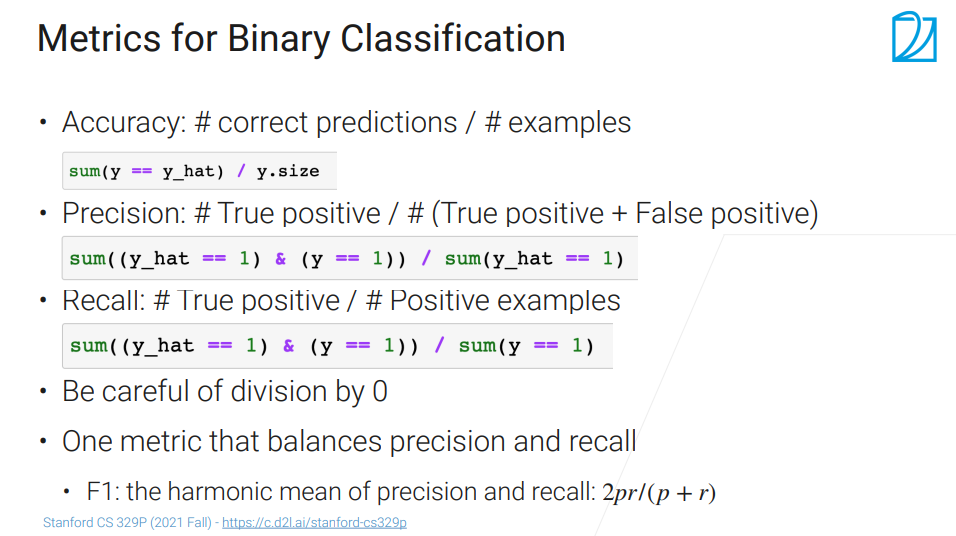 Metrics for Binary Classification
• Accuracy: # correct predictions / # examples
sum(y == y_hat) / y.size
• Precision: # True positive / # (True positive + False positive)
sum((y_hat == 1) & (y == 1)) / sum(y_hat == 1)
• Recall: # True positive / # Positive examples
sum((y_hat == 1) & (y == 1)) / sum(y == 1)
• Be careful of division by 0
• One metric that balances precision and recall
• F1: the harmonic mean of precision and recall: 2pr/(p + r)
Stanford CS 329P (2021 Fall) - https://c.d2l.ai/stanford-cs329p